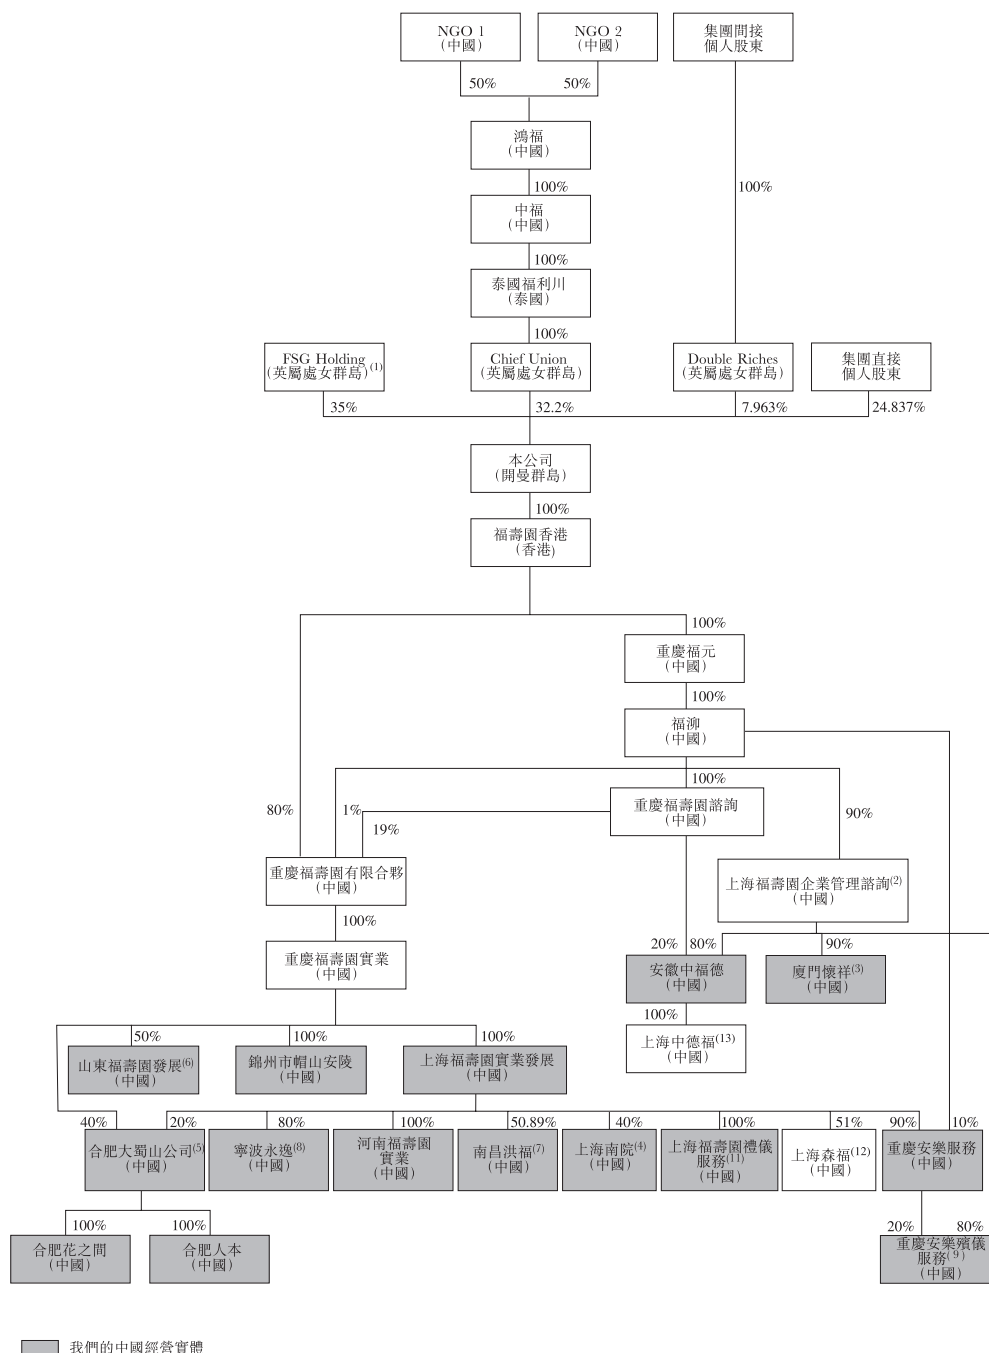 NGO 1
(中國)
NGO 2
(中國)
集團間接
個人股東
50%
50%
鴻福
(中國)
100%
100%
中福
(中國)
100%
泰國福利川
(泰國)
100%
FSG Holding
(英屬處女群島)(1)
Chief Union
(英屬處女群島)
Double Riches
(英屬處女群島)
集團直接
個人股東
35%
32.2%
7.963%
24.837%
本公司
(開曼群島)
100%
福壽園香港
(香港)
100%
重慶福元
(中國)
100%
福泖
(中國)
100%
80%
1%
重慶福壽園諮詢
(中國)
90%
19%
重慶福壽園有限合夥
(中國)
上海福壽園企業管理諮詢(2)
(中國)
100%
20%
80%
90%
重慶福壽園實業
(中國)
安徽中福德
(中國)
廈門懷祥(3)
(中國)
100%
上海中德福(13)
(中國)
50%
100%
100%
山東福壽園發展(6)
(中國)
錦州市帽山安陵
(中國)
上海福壽園實業發展
(中國)
40%
20%
80%
100%
50.89%
40%
100%
51%
90%
10%
合肥大蜀山公司(5)
(中國)
寧波永逸(8)
(中國)
河南福壽園
實業
(中國)
南昌洪福(7)
(中國)
上海南院(4)
(中國)
上海福壽園禮儀
服務(11)
(中國)
上海森福(12)
(中國)
重慶安樂服務
(中國)
100%
100%
20%
80%
合肥花之間
(中國)
合肥人本
(中國)
重慶安樂殯儀
服務(9)
(中國)
我們的中國經營實體